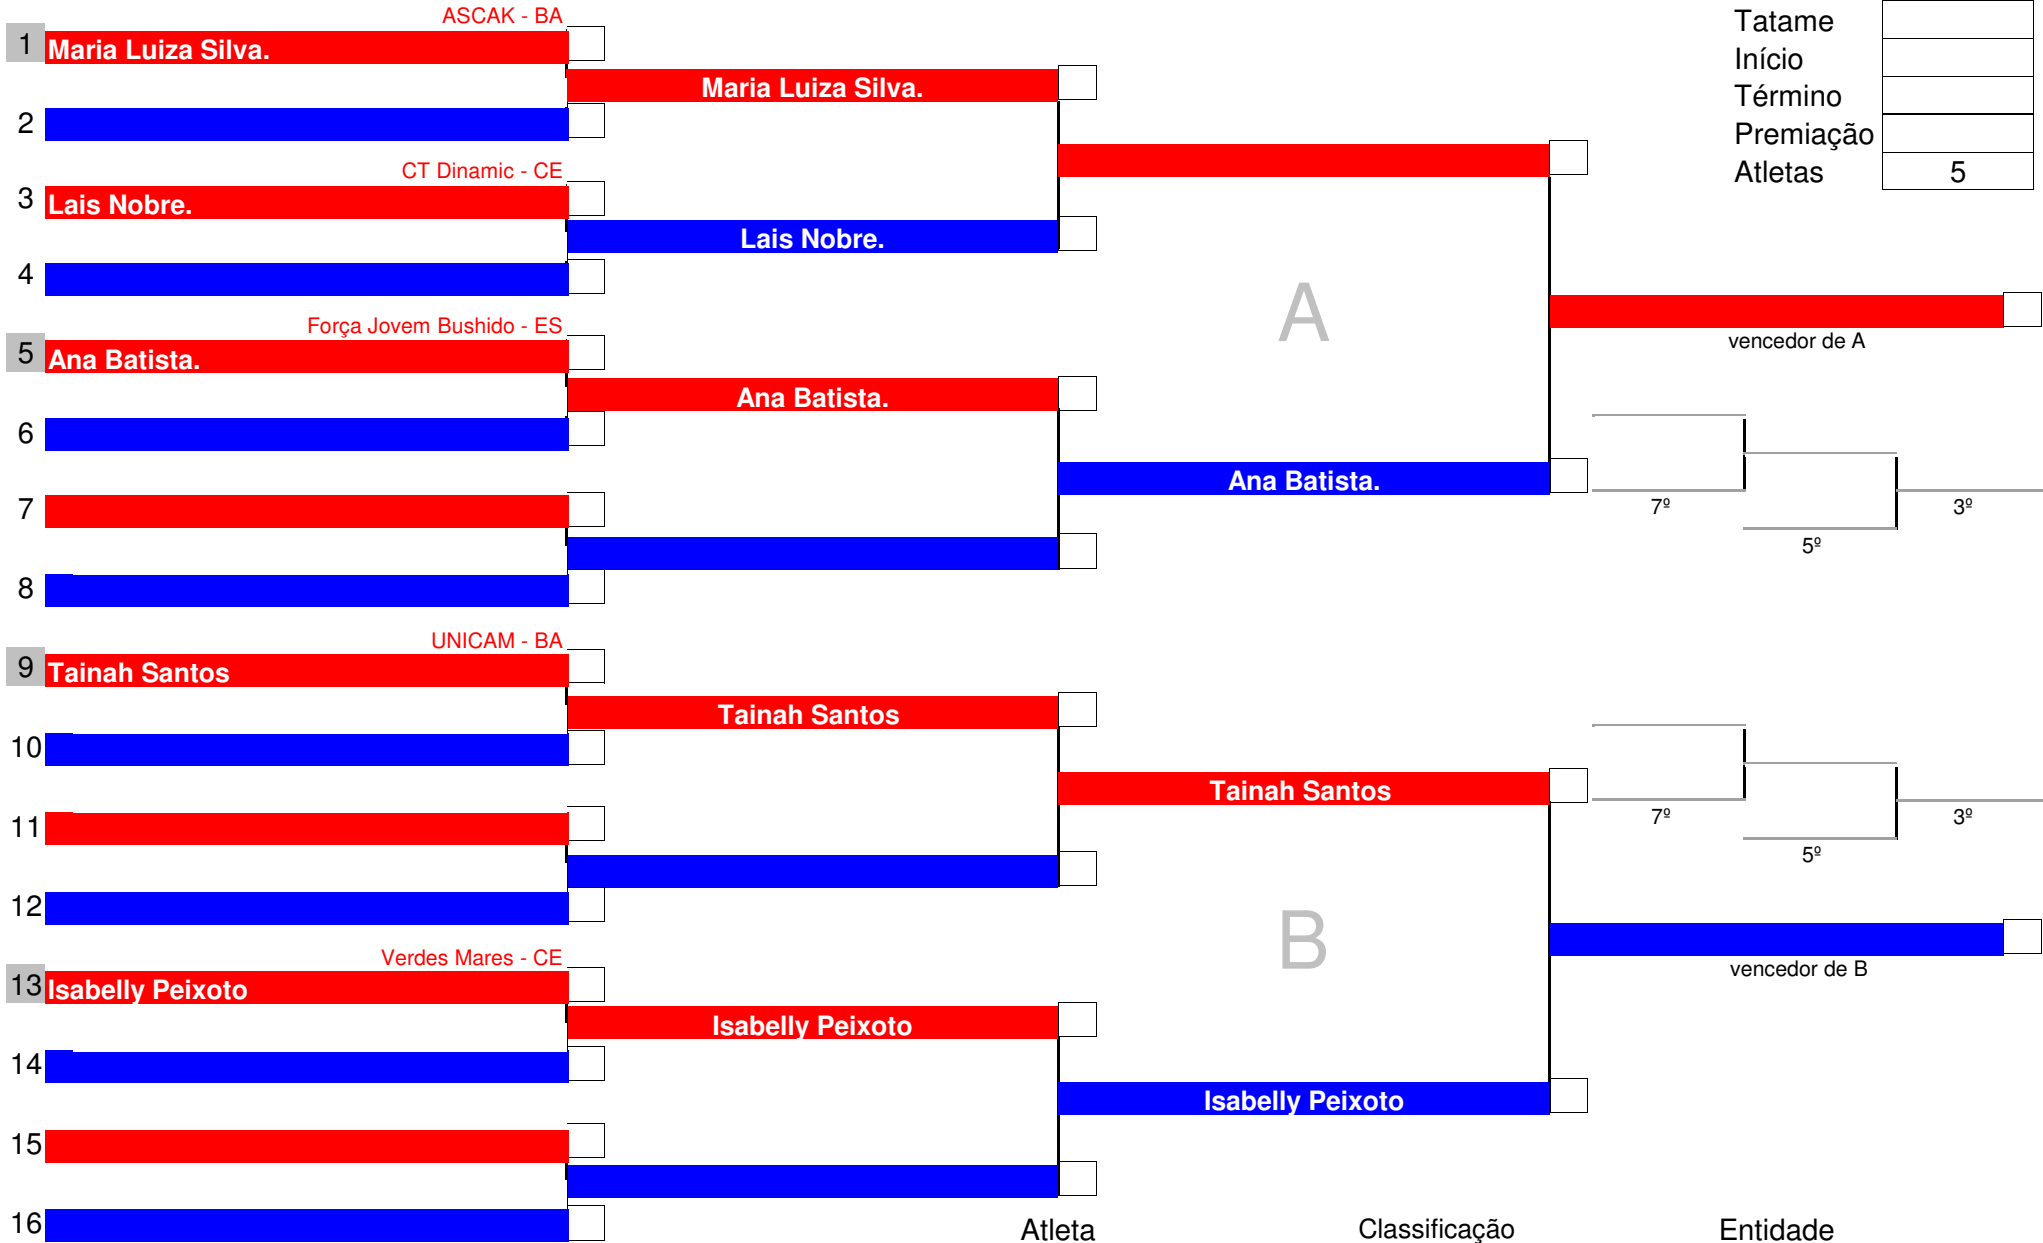 ASCAK - BA
1 Maria Luiza Silva.
Maria Luiza Silva.
2
CT Dinamic - CE
3 Lais Nobre.
Lais Nobre.
4
Força Jovem Bushido - ES
5 Ana Batista.
Ana Batista.
6
Ana Batista.
7
8
UNICAM - BA
9 Tainah Santos
Tainah Santos
10
Tainah Santos
11
12
Verdes Mares - CE
13 Isabelly Peixoto
Isabelly Peixoto
14
Isabelly Peixoto
15
16
A
B
Tatame
Início
Término
Premiação
Atletas 5
vencedor de A
7º
3º
5º
7º
3º
5º
vencedor de B
Atleta Classificação Entidade